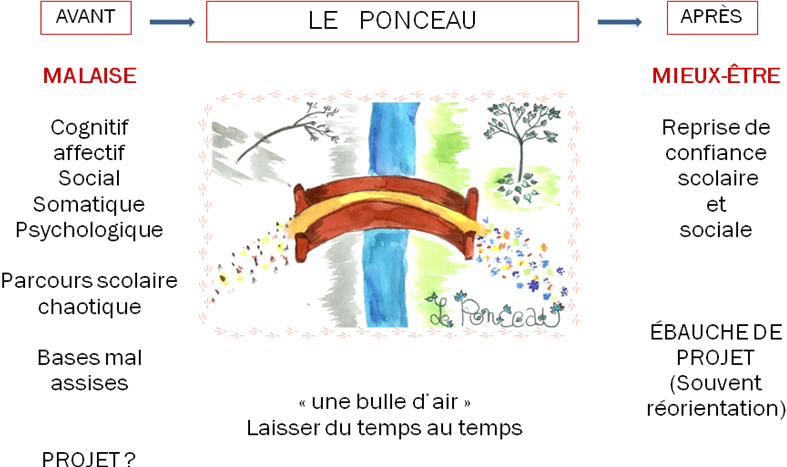 AVANT
LE PONCEAU
APRÈS
MALAISE
MIEUX-ÊTRE
Cognitif
affectif
Social
Somatique
Psychologique
Parcours scolaire
chaotique
Bases mal
assises
PROJET ?
Le Ponceau
« une bulle d'air »
Laisser du temps au temps
Reprise de
confiance
scolaire
et
sociale
ÉBAUCHE DE
PROJET
(Souvent
réorientation)